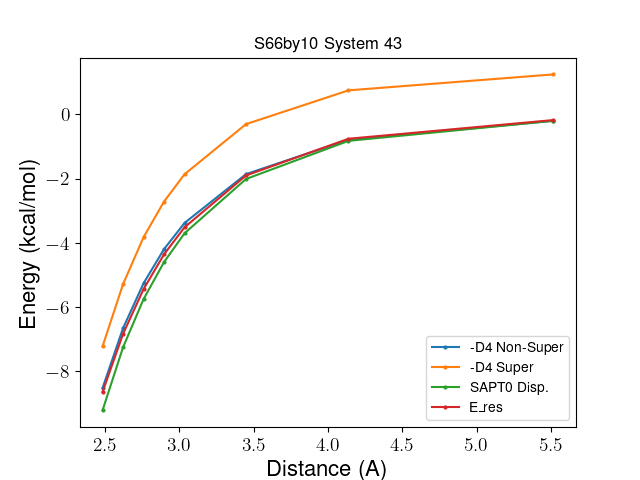 S66by10 System 43
Energy (kcal/mol)
0
−2
−4
−6
−8
-D4 Non-Super
-D4 Super
SAPT0 Disp.
E_res
2.5 3.0 3.5 4.0 4.5 5.0 5.5
Distance (A)